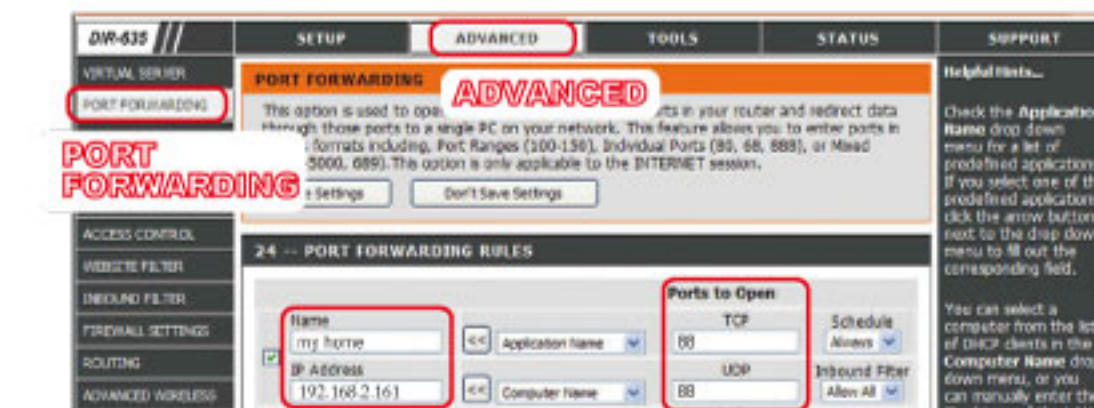 DIR-635
SETUP
ADVANCED
TOOLS
STATUS
SUPPORT
VIRTUAL SERVER
PORT FORWARDING
PORT
FORWARDING
ACCESS CONTROL
WEBSITE FILTER
INBOUND FILTER
FIREWALL SETTINGS
ROUTING
ADVANCED WIRELESS
PORT FORWARDING
ADVANCED
This option is used to open
ports in your router and redirect data
through those ports to a single PC on your network. This feature allows you to enter ports in
formats including, Port Ranges (100-150), Individual Ports (80, 68, 888), or Mixed
5000, 689). This option is only applicable to the INTERNET session.
Settings
Don't Save Settings
24 -- PORT FORWARDING RULES
Ports to Open
Name
my home
<<
Application Name
TCP
88
Schedule
Always
IP Address
192.168.2.161
<<
Computer Name
UDP
88
Inbound Filter
Allow All
Helpful Hints...
Check the Application
Name drop down
menu for a list of
predefined applications
If you select one of the
predefined applications
click the arrow button
next to the drop down
menu to fill out the
corresponding field.
You can select a
computer from the list
of DHCP clients in the
Computer Name drop
down menu, or you
can manually enter the